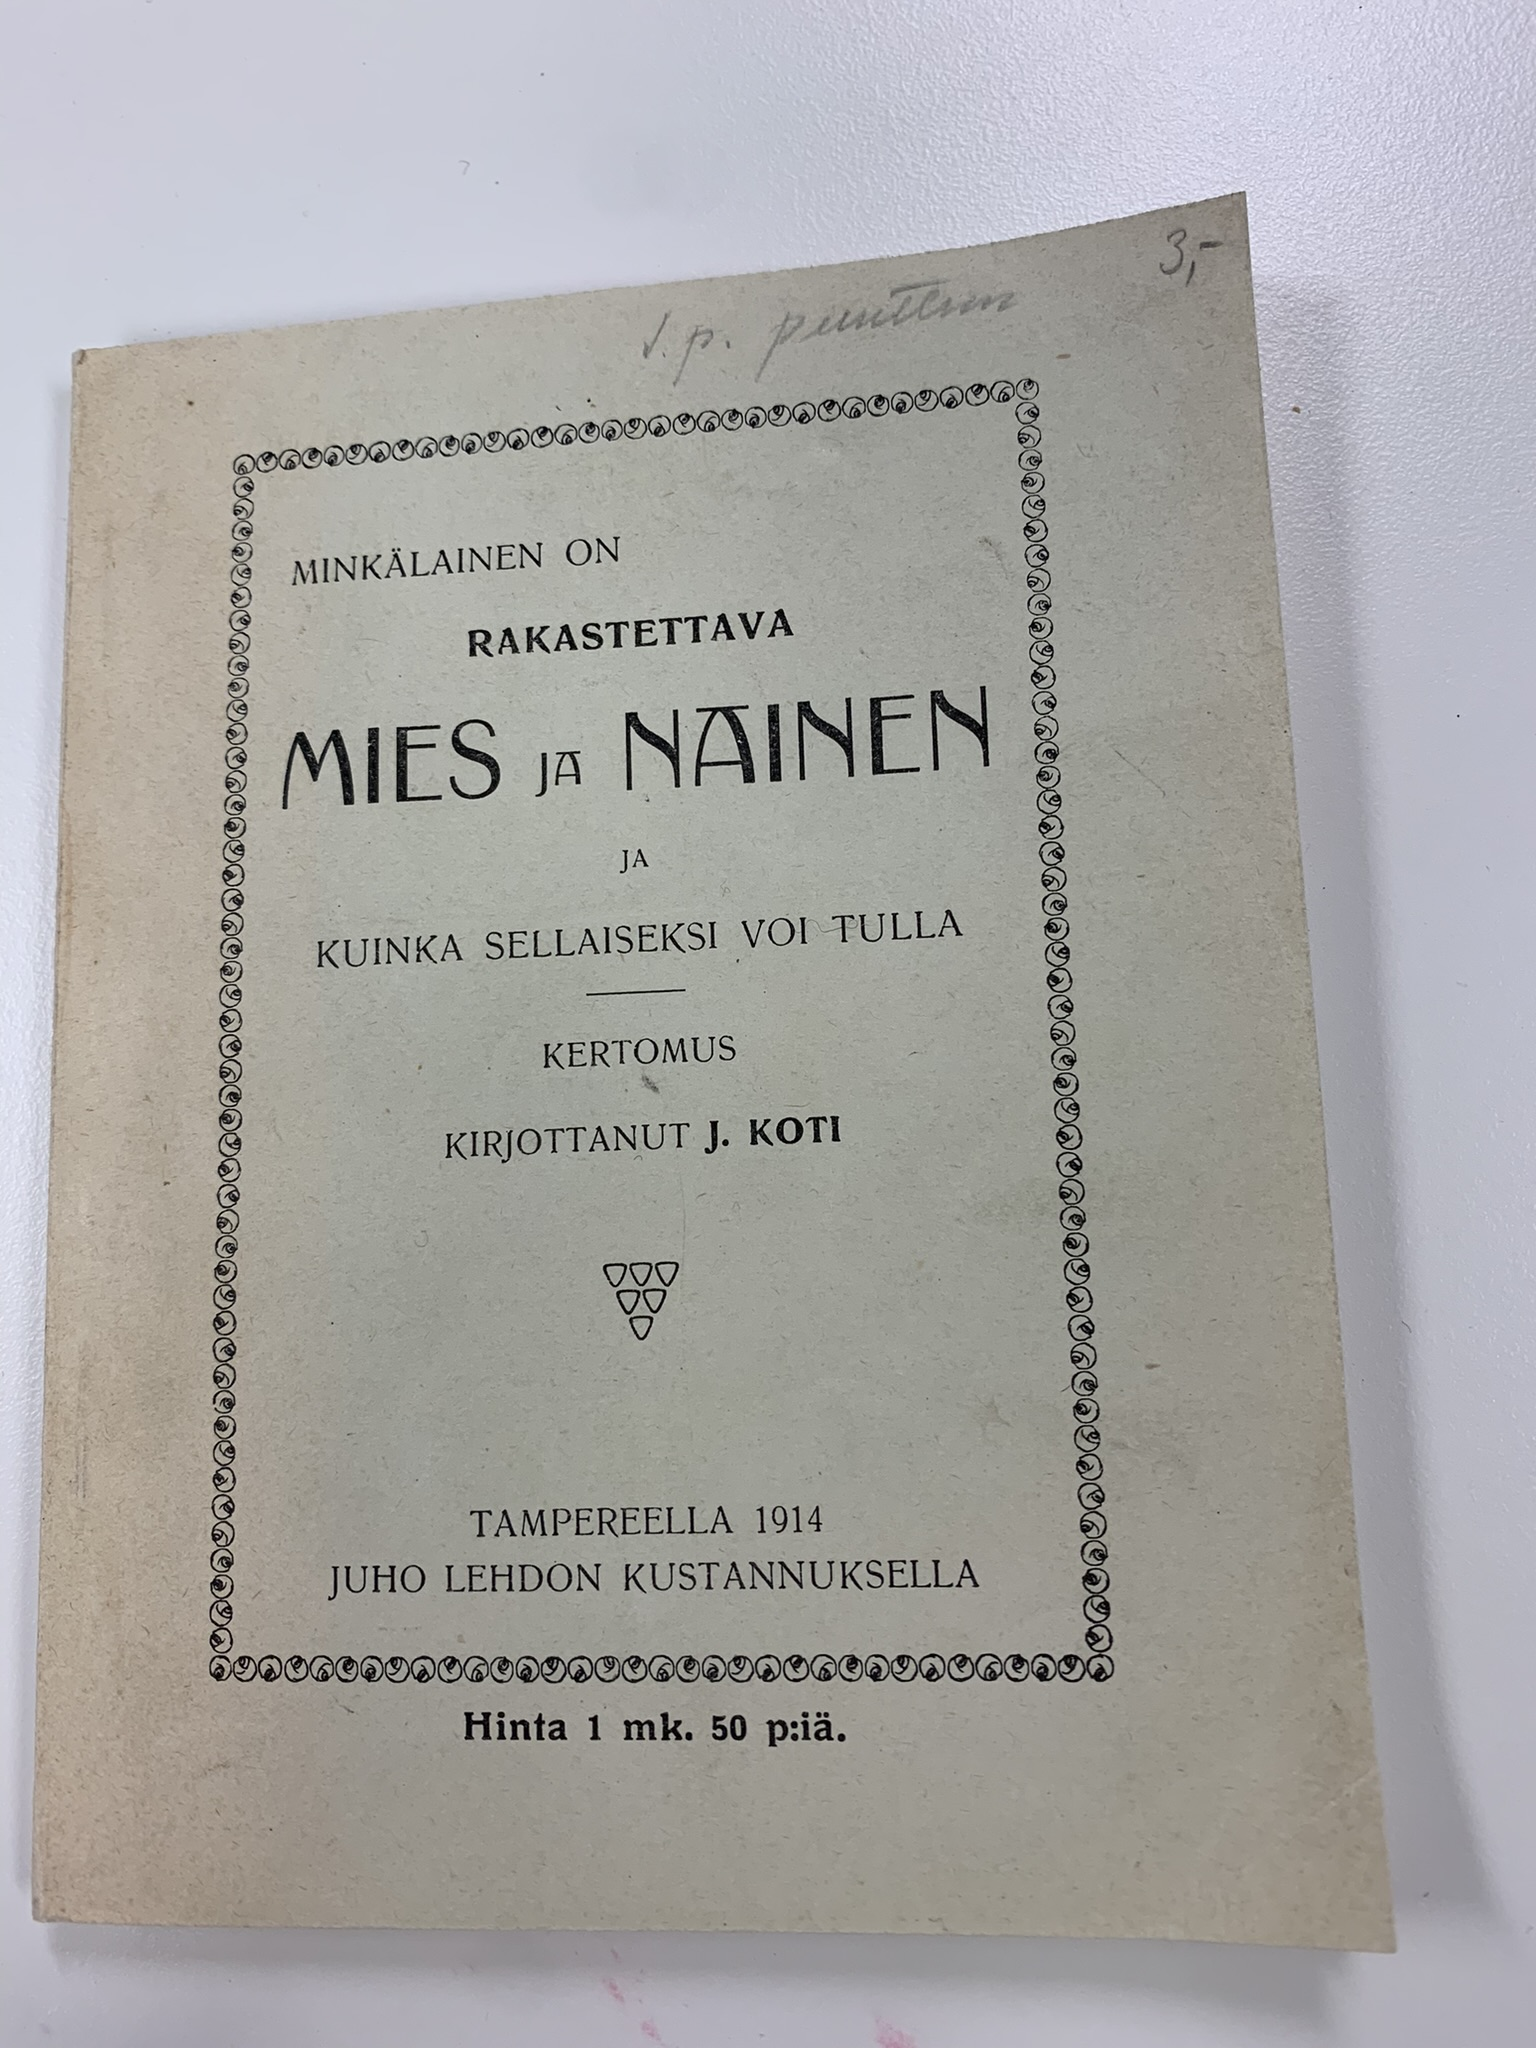 3,-
MINKÄLAINEN ON
RAKASTETTAVA
MIES JA NAINEN
JA
KUINKA SELLAISEKSI VOI TULLA
KERTOMUS
KIRJOTTANUT J. KOTI
TAMPEREELLA 1914
JUHO LEHDON KUSTANNUKSELLA
Hinta 1 mk. 50 p:iä.